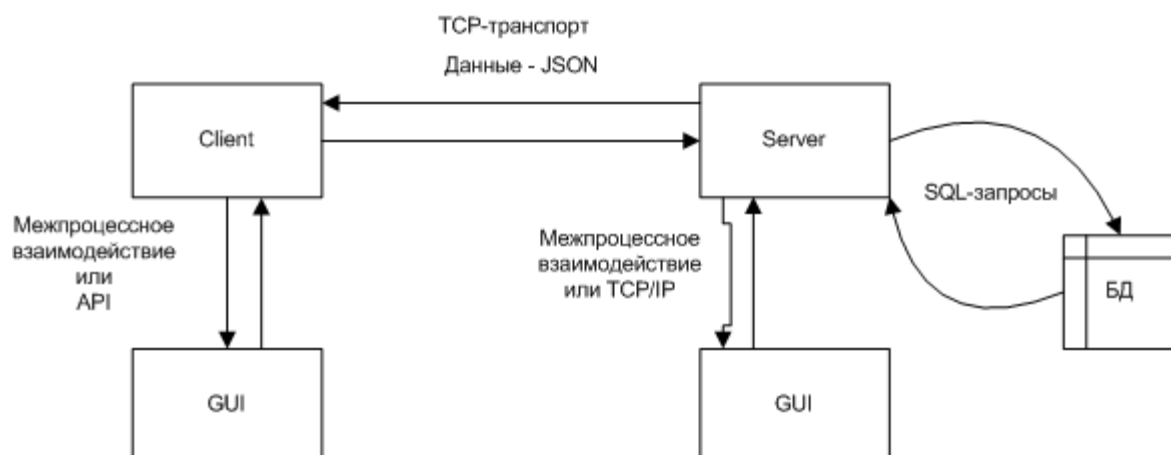 TCP-транспорт
Данные - JSON
Client
Server
SQL-запросы
Межпроцессное
взаимодействие
или
API
Межпроцессное
взаимодействие
или TCP/IP
БД
GUI
GUI